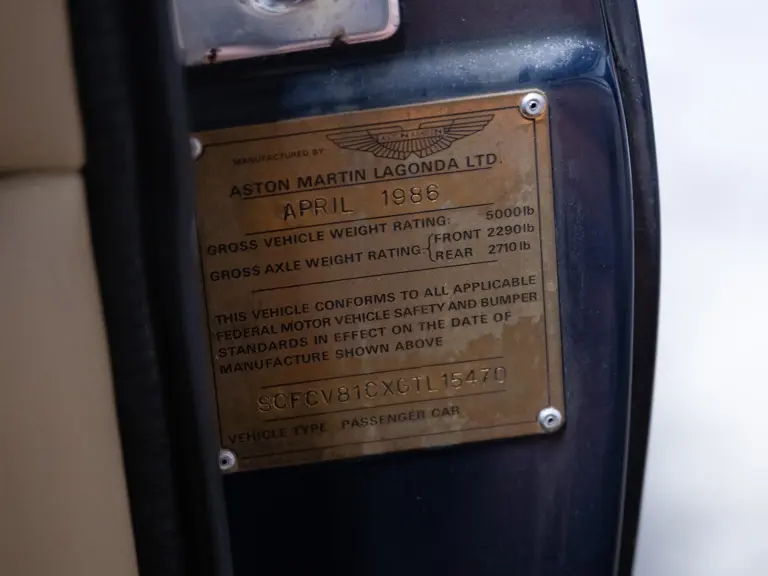 ASTON MARTIN
MANUFACTURED BY
ASTON MARTIN LAGONDA LTD.
APRIL 1986
GROSS VEHICLE WEIGHT RATING: 5000lb
GROSS AXLE WEIGHT RATING: {FRONT 2290lb
REAR 2710lb
THIS VEHICLE CONFORMS TO ALL APPLICABLE
FEDERAL MOTOR VEHICLE SAFETY AND BUMPER
STANDARDS IN EFFECT ON THE DATE OF
MANUFACTURE SHOWN ABOVE
SCFCV81CXGTL15470
VEHICLE TYPE PASSENGER CAR